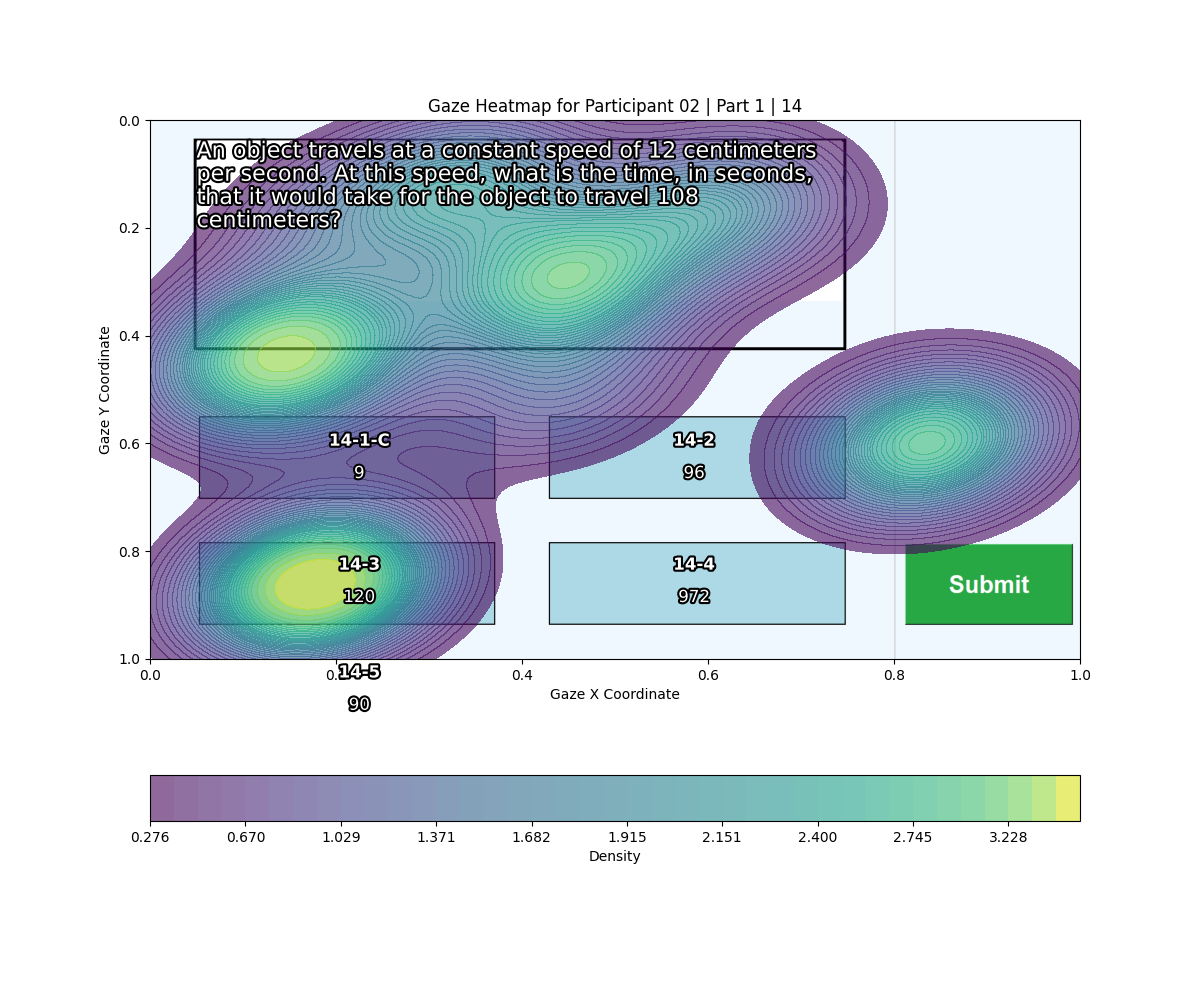 Gaze Heatmap for Participant 02 | Part 1 | 14
0.0
An object travels at a constant speed of 12 centimeters
per second. At this speed, what is the time, in seconds,
that it would take for the object to travel 108
centimeters?
0.2
0.4
Gaze Y Coordinate
0.6
14-1-C
9
14-2
96
0.8
14-3
120
14-4
972
Submit
1.0
0.0
0.4
0.6
0.8
1.0
14-5
90
Gaze X Coordinate
0.276 0.670 1.029 1.371 1.682 1.915 2.151 2.400 2.745 3.228
Density